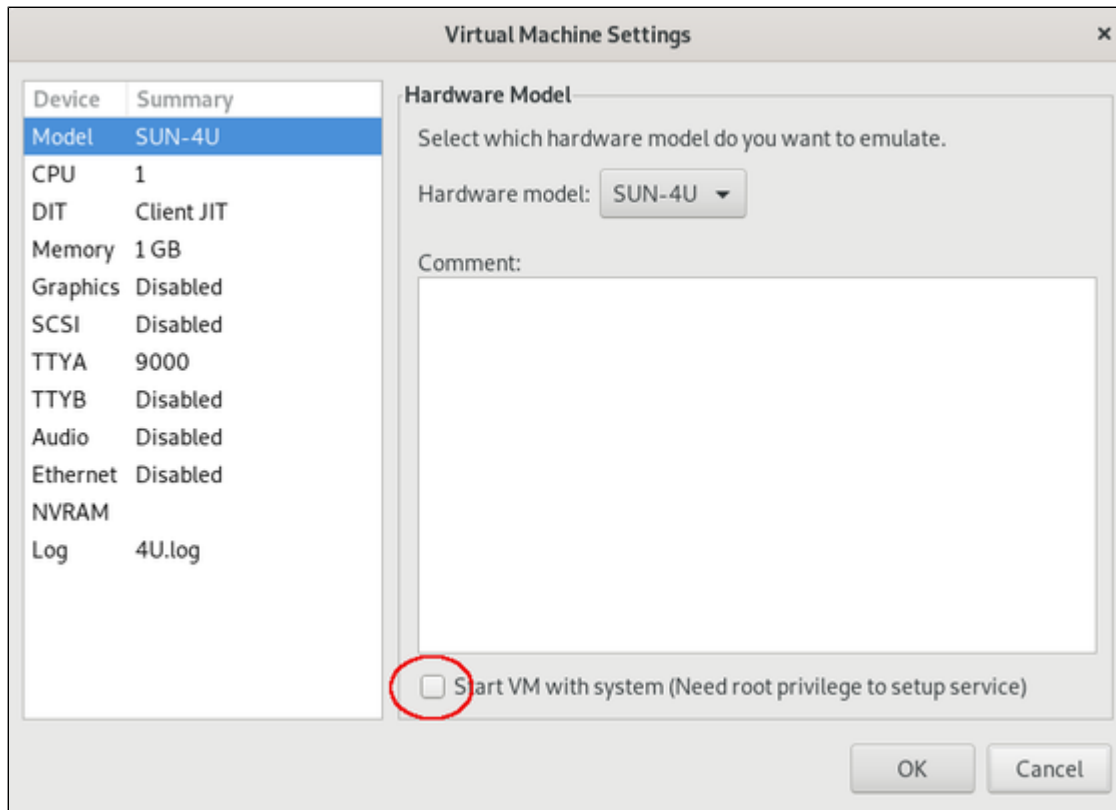 Virtual Machine Settings ×
Device Summary
Model SUN-4U
CPU 1
DIT Client JIT
Memory 1 GB
Graphics Disabled
SCSI Disabled
TTYA 9000
TTYB Disabled
Audio Disabled
Ethernet Disabled
NVRAM
Log 4U.log
Hardware Model
Select which hardware model do you want to emulate.
Hardware model: SUN-4U
Comment:
Start VM with system (Need root privilege to setup service)
OK Cancel